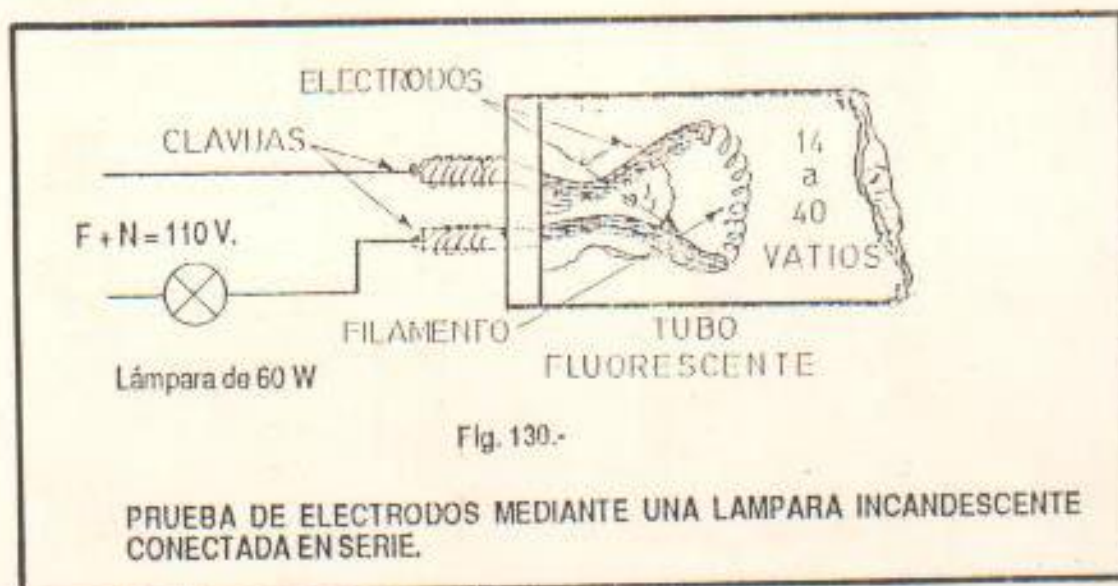 ELECTRODOS
CLAVIJAS
14
a
40
VATIOS
F + N = 110 V.
FILAMENTO
TUBO
FLUORESCENTE
Lámpara de 60 W
Fig. 130.-
PRUEBA DE ELECTRODOS MEDIANTE UNA LAMPARA INCANDESCENTE
CONECTADA EN SERIE.